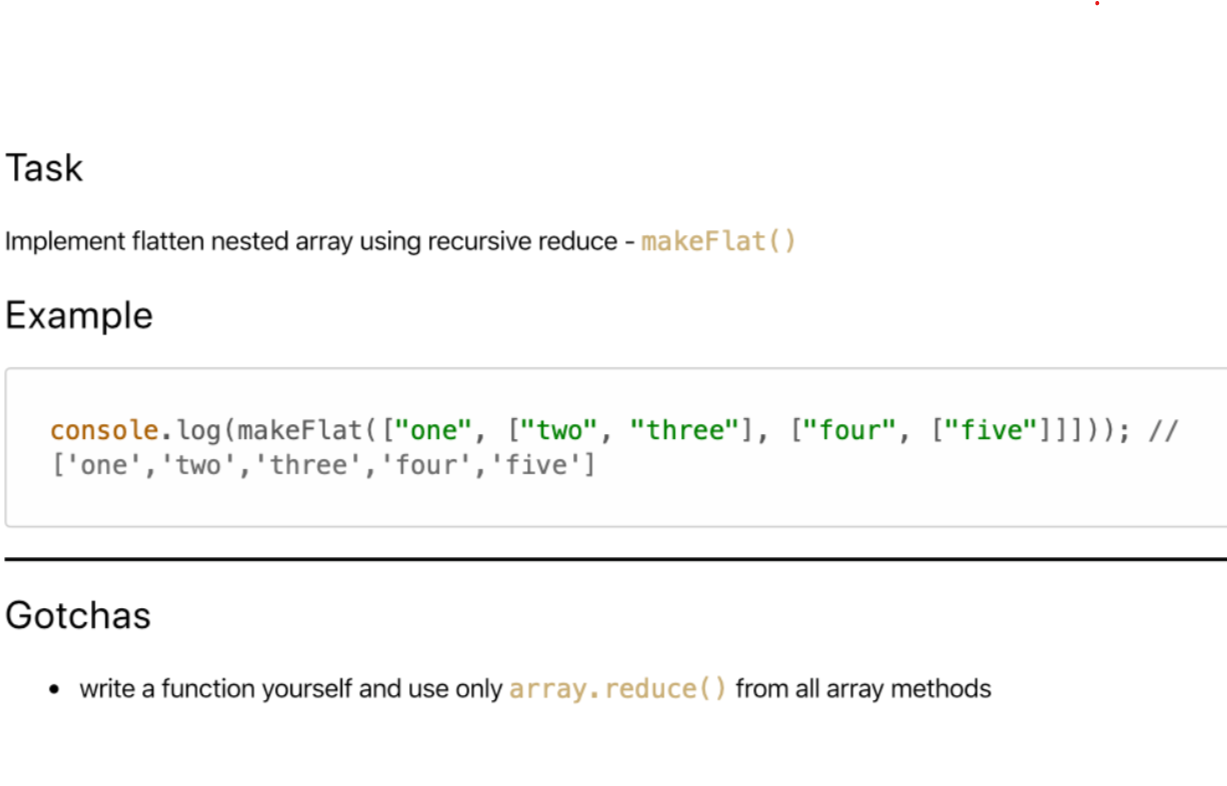 Task
Implement flatten nested array using recursive reduce - makeFlat()
Example
console.log(makeFlat(["one", ["two", "three"], ["four", ["five"]]])); //
['one','two','three','four','five']
Gotchas
• write a function yourself and use only array.reduce() from all array methods